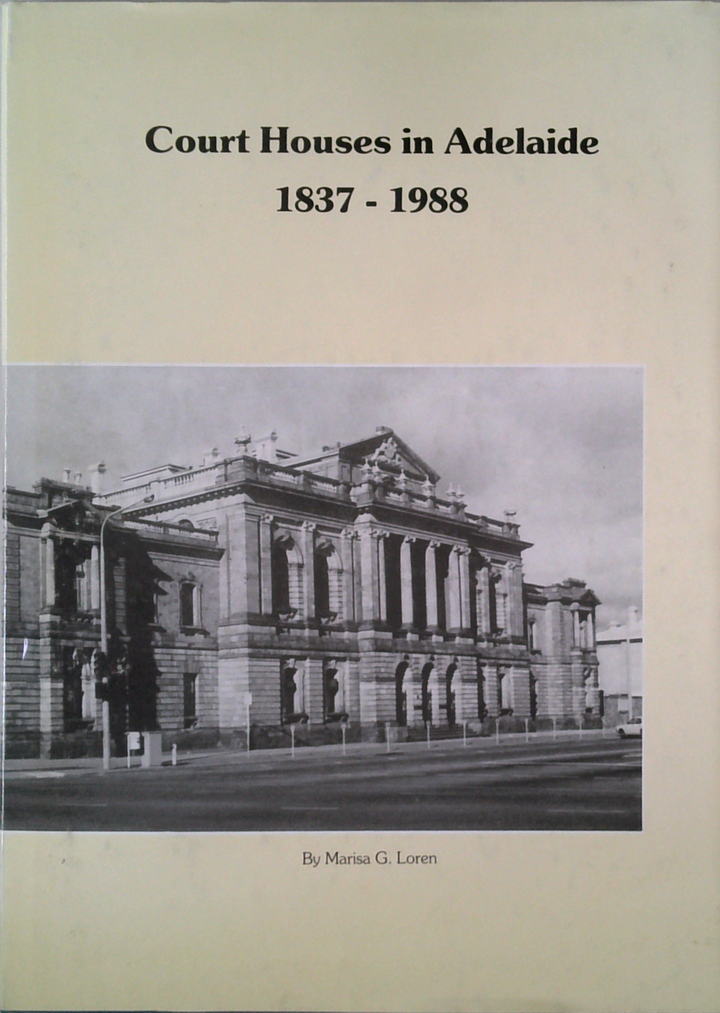 Court Houses in Adelaide
1837 - 1988
By Marisa G. Loren